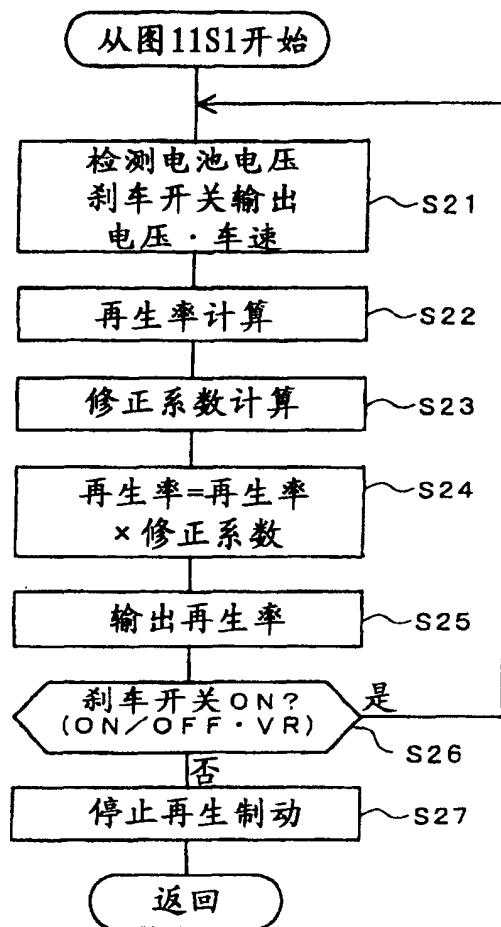 从图11S1开始
检测电池电压
刹车开关输出
电压·车速
S21
再生率计算
S22
修正系数计算
S23
再生率=再生率
×修正系数
S24
输出再生率
S25
刹车开关ON?
(ON/OFF·VR)
是
S26
否
停止再生制动
S27
返回